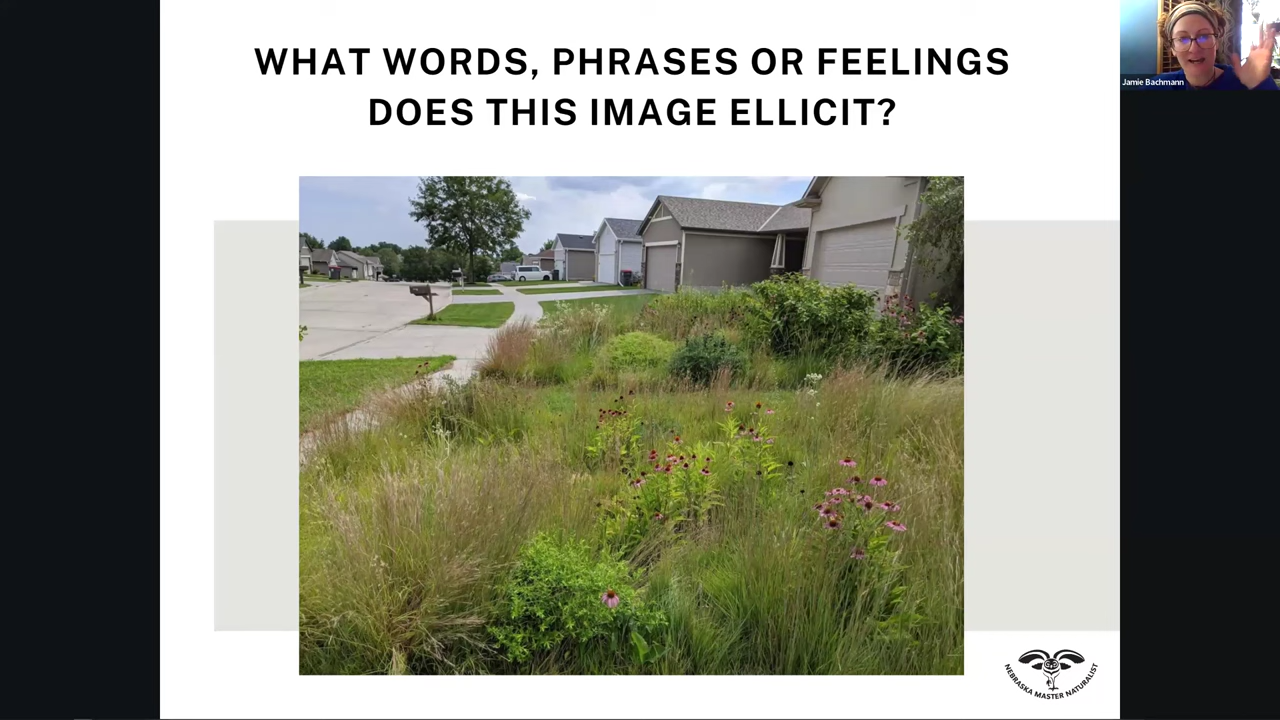 WHAT WORDS, PHRASES OR FEELINGS
DOES THIS IMAGE ELLICIT?
Jamie Bachmann
NEBRASKA MASTER NATURALIST